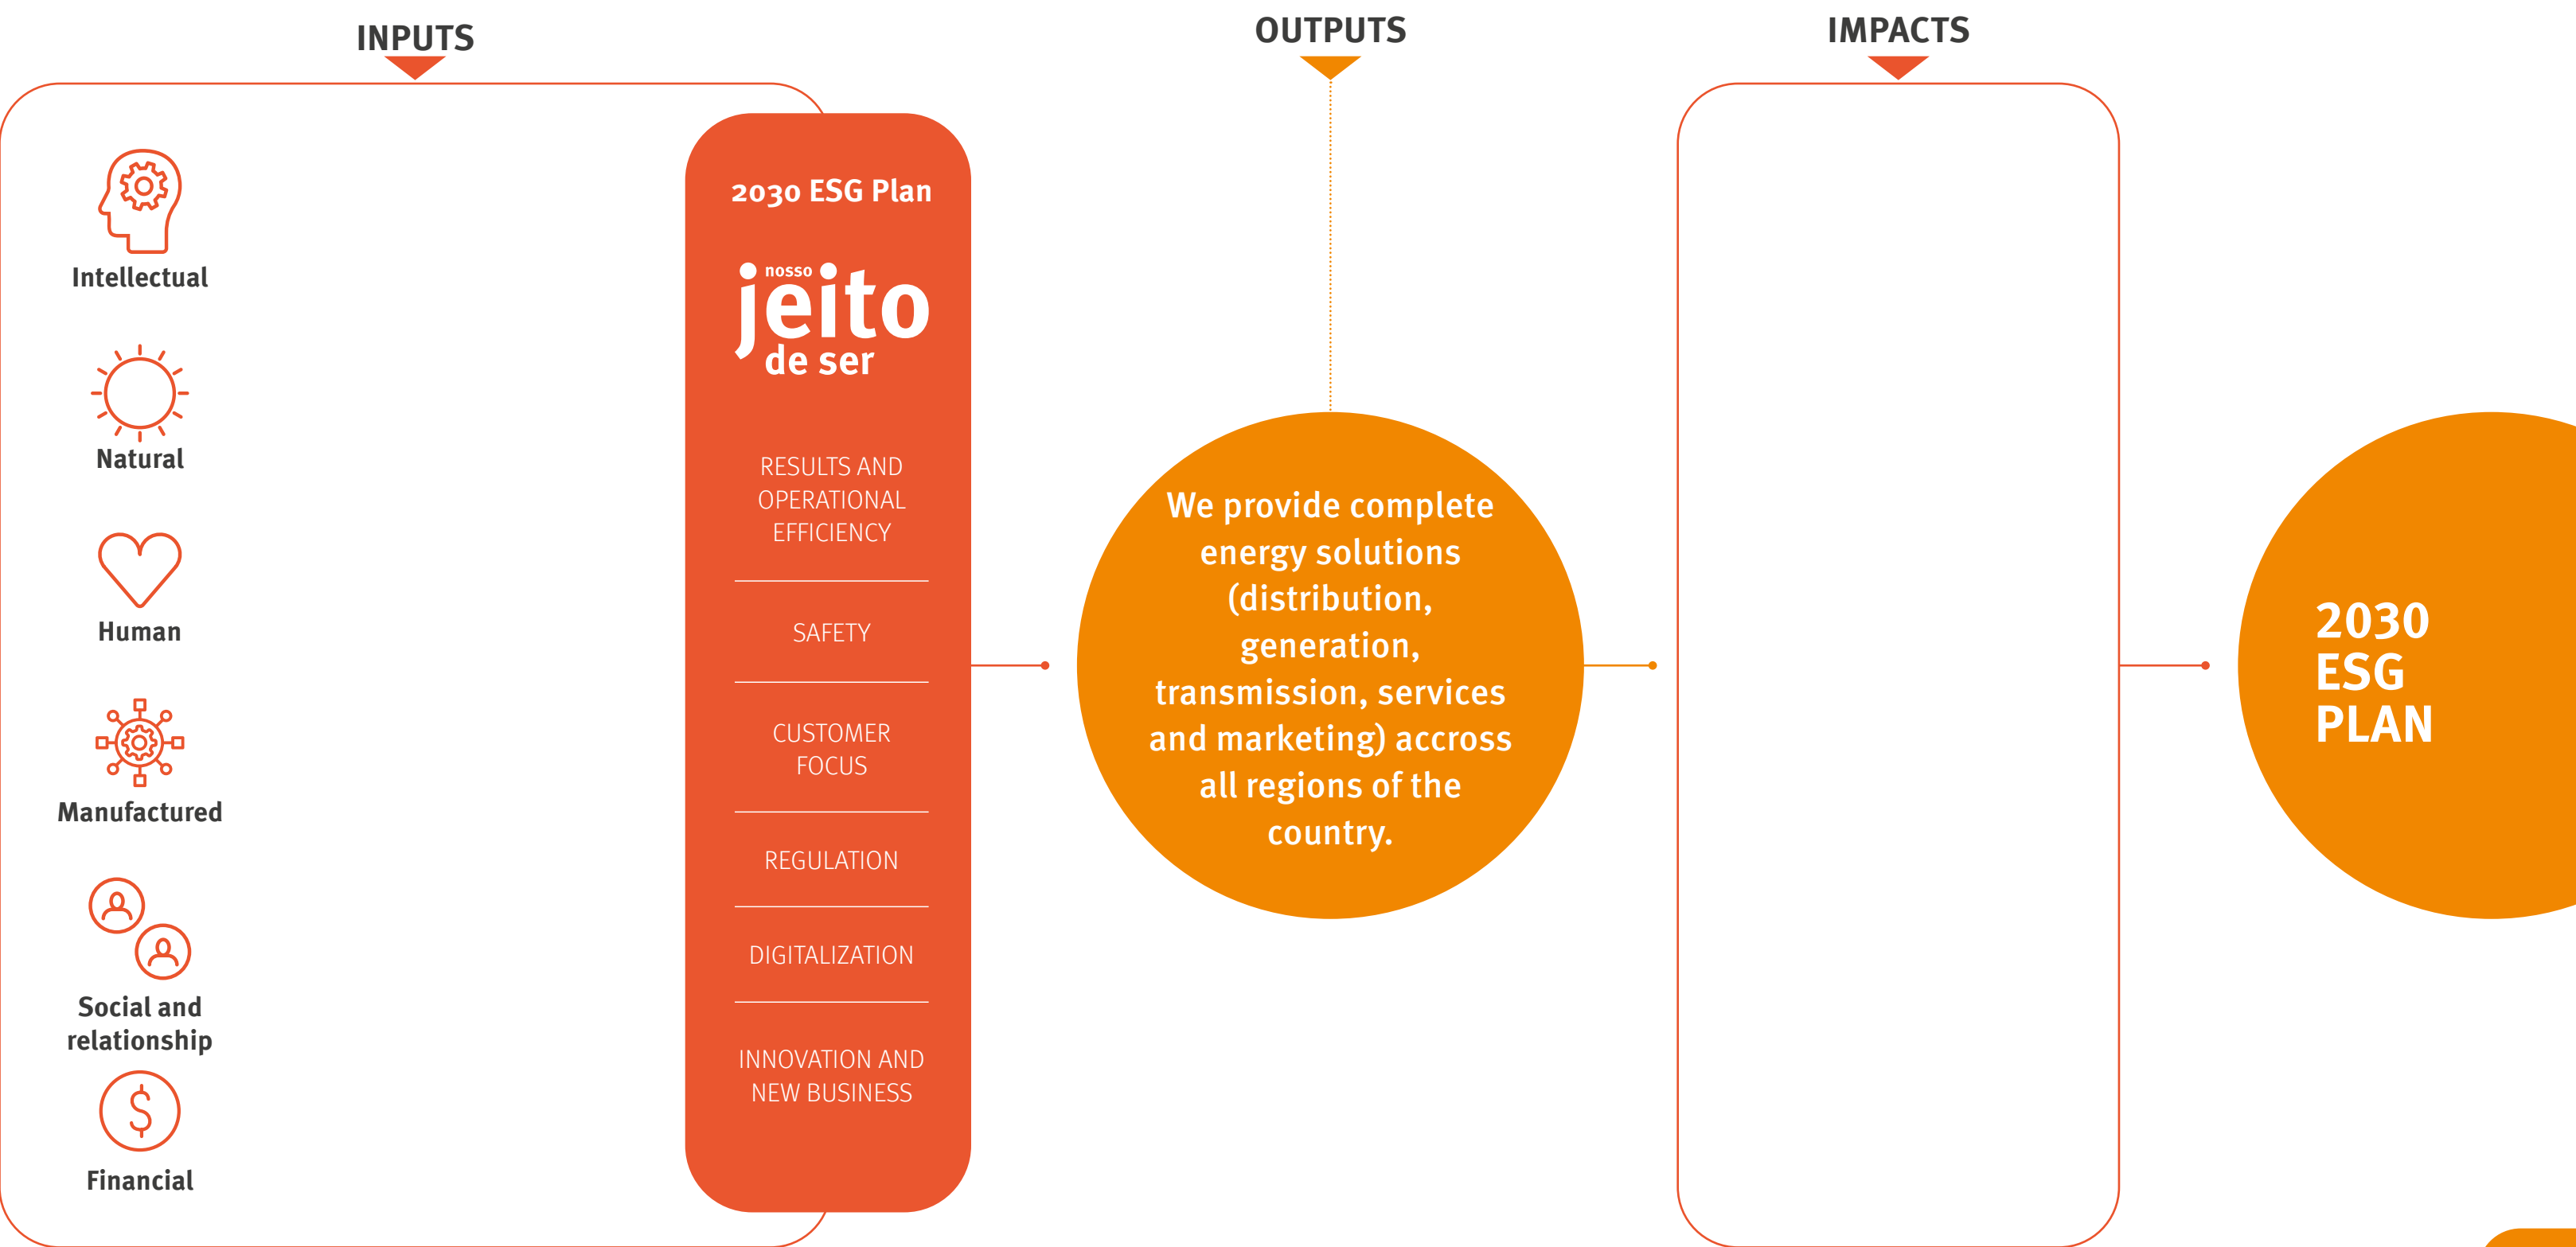 INPUTS
Intellectual
Natural
Human
Manufactured
Social and
relationship
Financial
2030 ESG Plan
nosso
jeito
de ser
RESULTS AND
OPERATIONAL
EFFICIENCY
SAFETY
CUSTOMER
FOCUS
REGULATION
DIGITALIZATION
INNOVATION AND
NEW BUSINESS
OUTPUTS
We provide complete
energy solutions
(distribution,
generation,
transmission, services
and marketing) accross
all regions of the
country.
IMPACTS
2030
ESG
PLAN